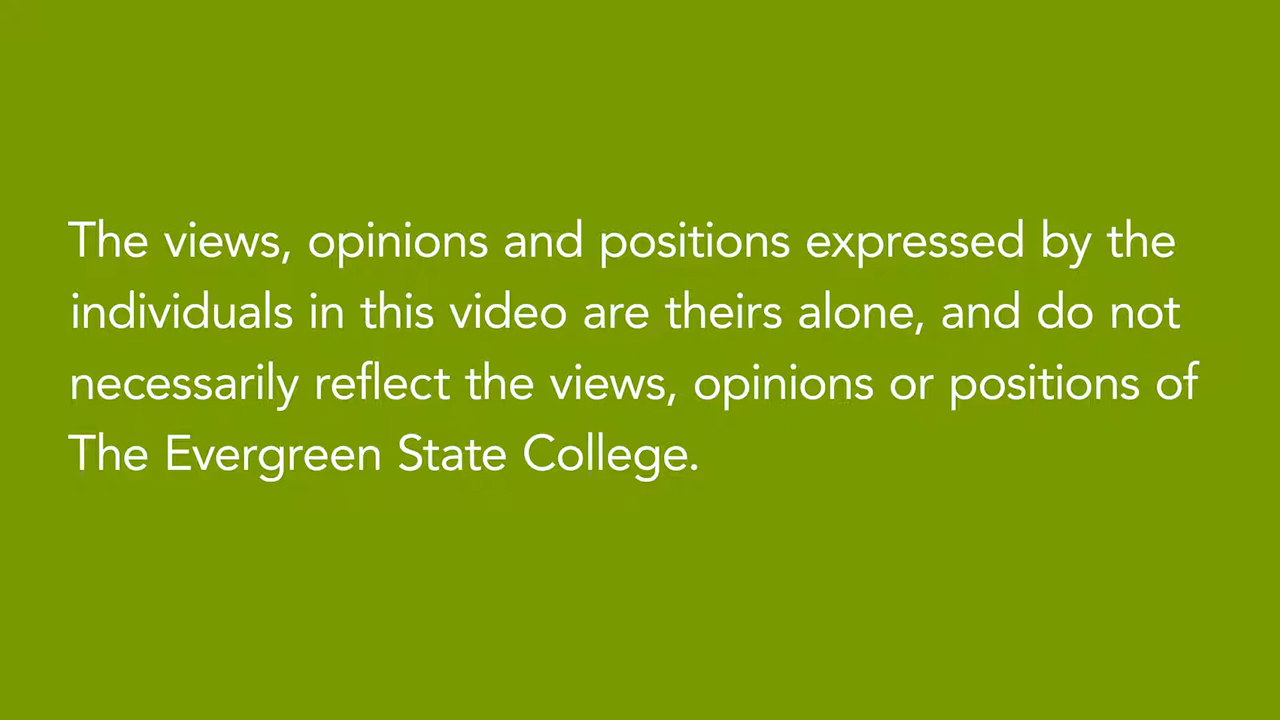 The views, opinions and positions expressed by the
individuals in this video are theirs alone, and do not
necessarily reflect the views, opinions or positions of
The Evergreen State College.